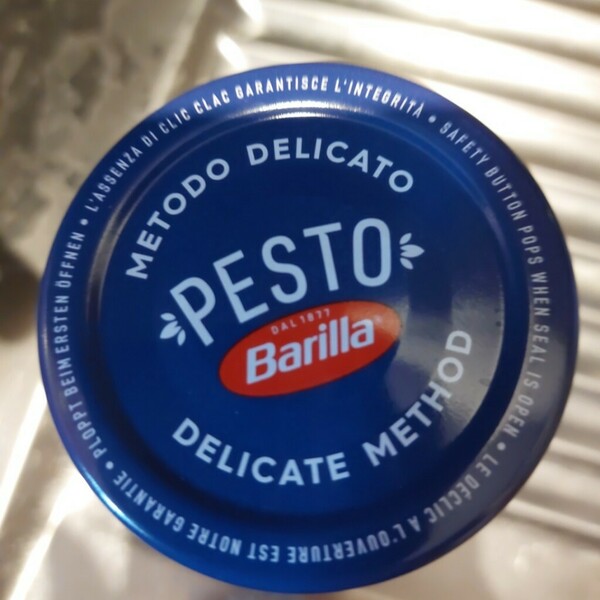 METODO DELICATO
PESTO
DAL 1877
Barilla
DELICATE METHOD
L'ASSENZA DI CLIC CLAC GARANTISCE L'INTEGRITÀ • SAFETY BUTTON POPS WHEN SEAL IS OPEN • LE DÉCLIC A L'OUVERTURE EST NOTRE GARANTIE • PLOPPT BEIM ERSTEN ÖFFNEN •